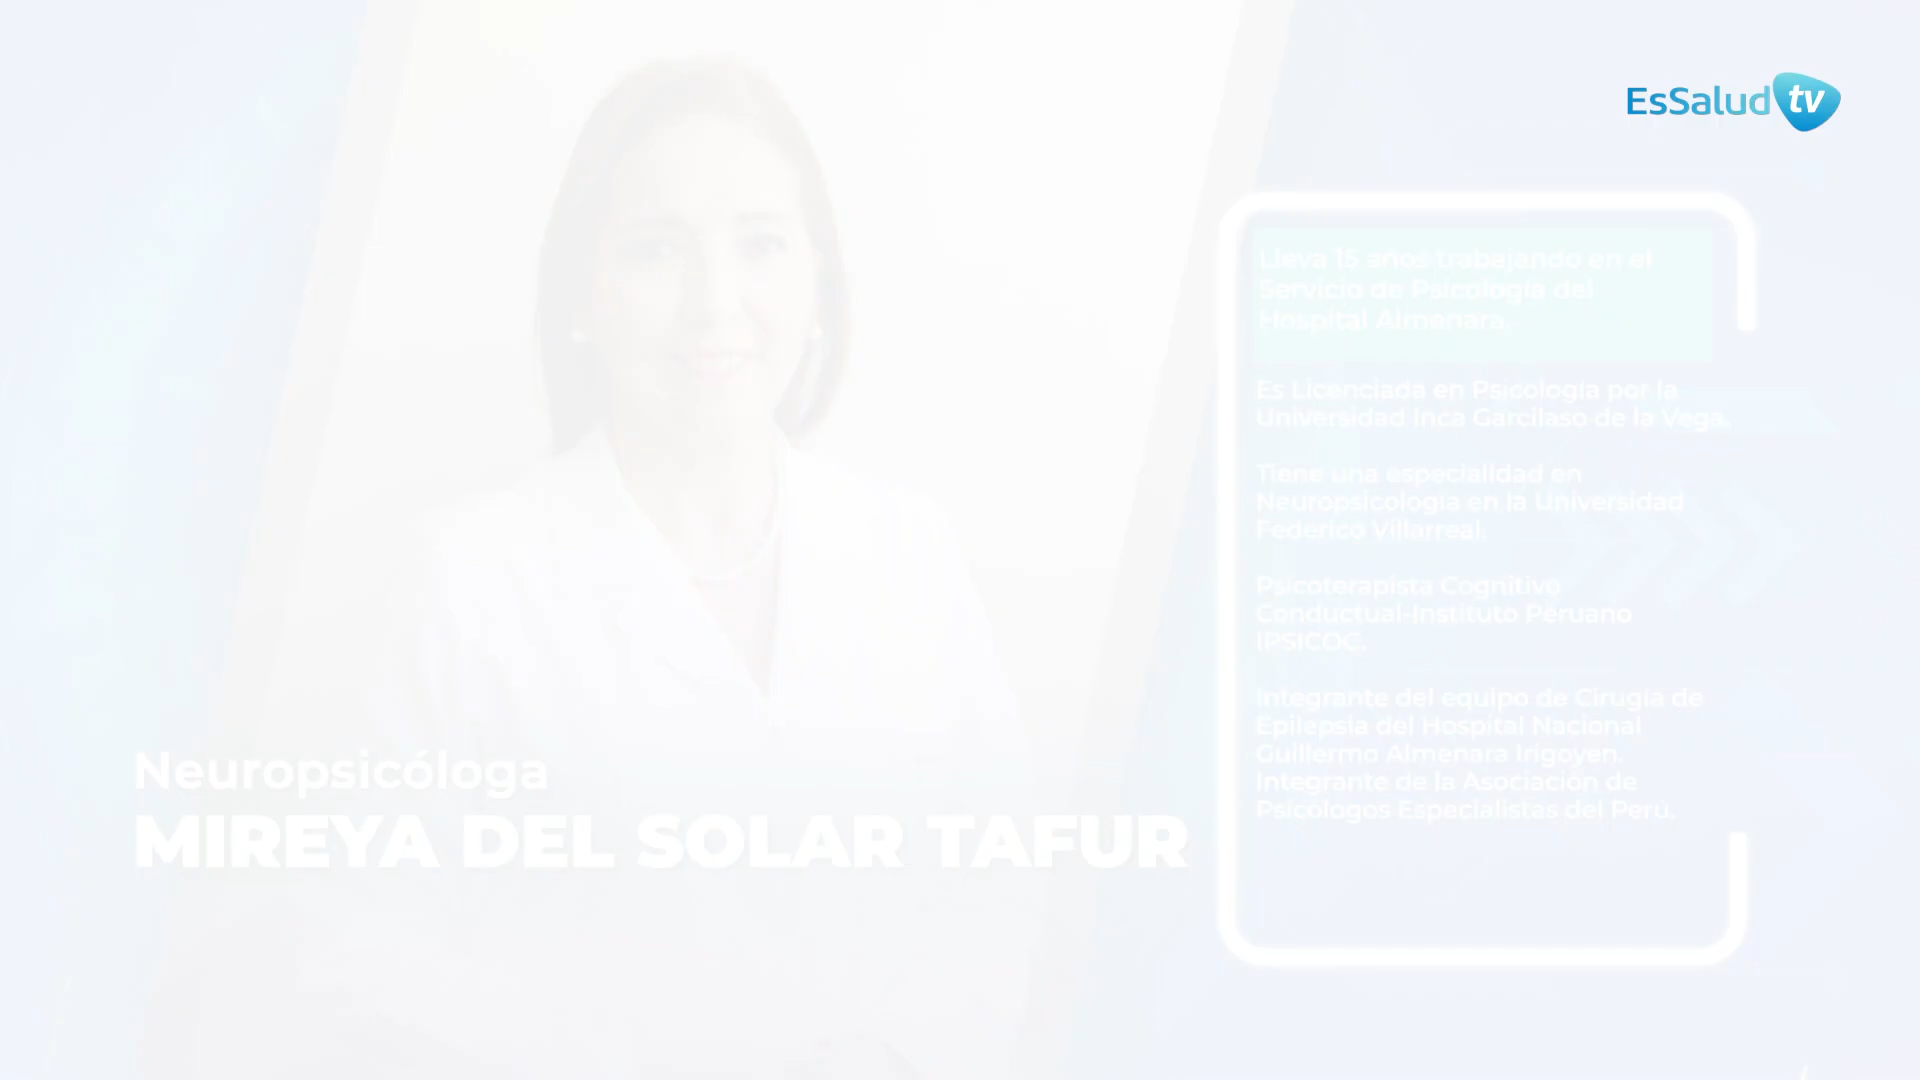 EsSalud tv
Lleva 15 años trabajando en el
Servicio de Psicología del
Hospital Almenara.
Es Licenciada en Psicología por la
Universidad Inca Garcilaso de la Vega.
Tiene una especialidad en
Neuropsicología en la Universidad
Federico Villarreal.
Psicoterapista Cognitivo
Conductual-Instituto Peruano
IPSICOC.
Integrante del equipo de Cirugía de
Epilepsia del Hospital Nacional
Guillermo Almenara Irigoyen.
Integrante de la Asociación de
Psicólogos Especialistas del Perú.
Neuropsicóloga
MIREYA DEL SOLAR TAFUR